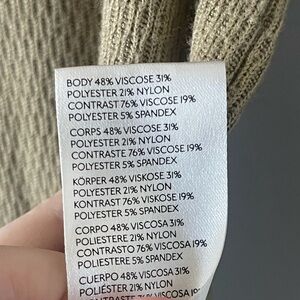 BODY 48% VISCOSE 31%
POLYESTER 21% NYLON
CONTRAST 76% VISCOSE 19%
POLYESTER 5% SPANDEX
CORPS 48% VISCOSE 31%
POLYESTER 21% NYLON
CONTRASTE 76% VISCOSE 19%
POLYESTER 5% SPANDEX
KÖRPER 48% VISKOSE 31%
POLYESTER 21% NYLON
KONTRAST 76% VISKOSE 19%
POLYESTER 5% SPANDEX
CORPO 48% VISCOSA 31%
POLIESTERE 21% NYLON
CONTRASTO 76% VISCOSA 19%
POLIESTERE 5% SPANDEX
CUERPO 48% VISCOSA 31%
POLIÉSTER 21% NYLON
VISCOSA